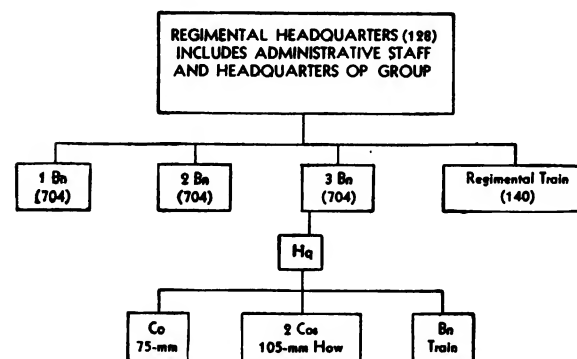 REGIMENTAL HEADQUARTERS (128)
INCLUDES ADMINISTRATIVE STAFF
AND HEADQUARTERS OP GROUP
1 Bn
(704)
2 Bn
(704)
3 Bn
(704)
Regimental Train
(140)
Hq
Co
75-mm
2 Cos
105-mm How
Bn
Train